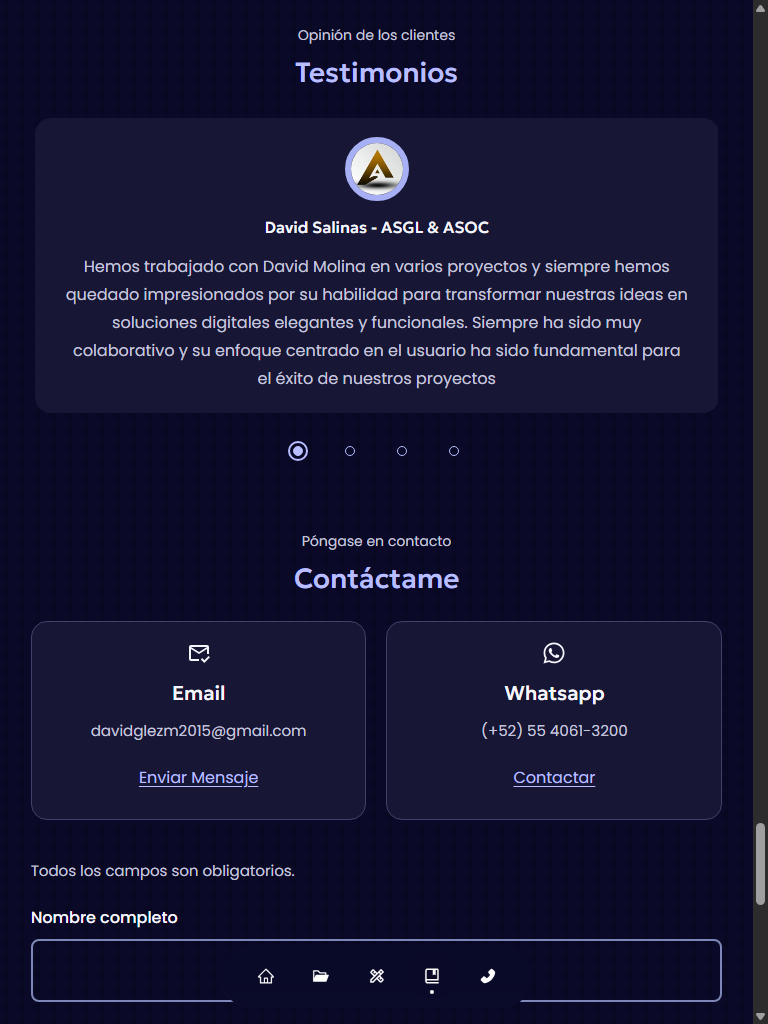 Opinión de los clientes
Testimonios
David Salinas - ASGL & ASOC
Hemos trabajado con David Molina en varios proyectos y siempre hemos
quedado impresionados por su habilidad para transformar nuestras ideas en
soluciones digitales elegantes y funcionales. Siempre ha sido muy
colaborativo y su enfoque centrado en el usuario ha sido fundamental para
el éxito de nuestros proyectos
Póngase en contacto
Contáctame
Email
davidglezm2015@gmail.com
Enviar Mensaje
Whatsapp
(+52) 55 4061-3200
Contactar
Todos los campos son obligatorios.
Nombre completo